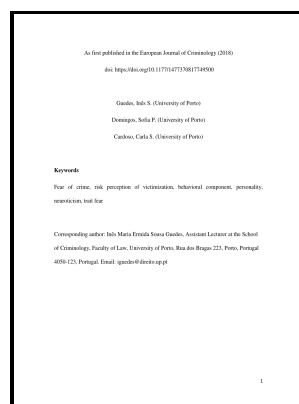 As first published in the European Journal of Criminology (2018)
doi: https://doi.org/10.1177/1477370817749500
Guedes, Inês S. (University of Porto)
Domingos, Sofia P. (University of Porto)
Cardoso, Carla S. (University of Porto)
Keywords
Fear of crime, risk perception of victimization, behavioral component, personality,
neuroticism, trait fear
Corresponding author: Inês Maria Ermida Sousa Guedes, Assistant Lecturer at the School
of Criminology, Faculty of Law, University of Porto. Rua dos Bragas 223, Porto, Portugal
4050-123, Portugal. Email: iguedes@direito.up.pt
1